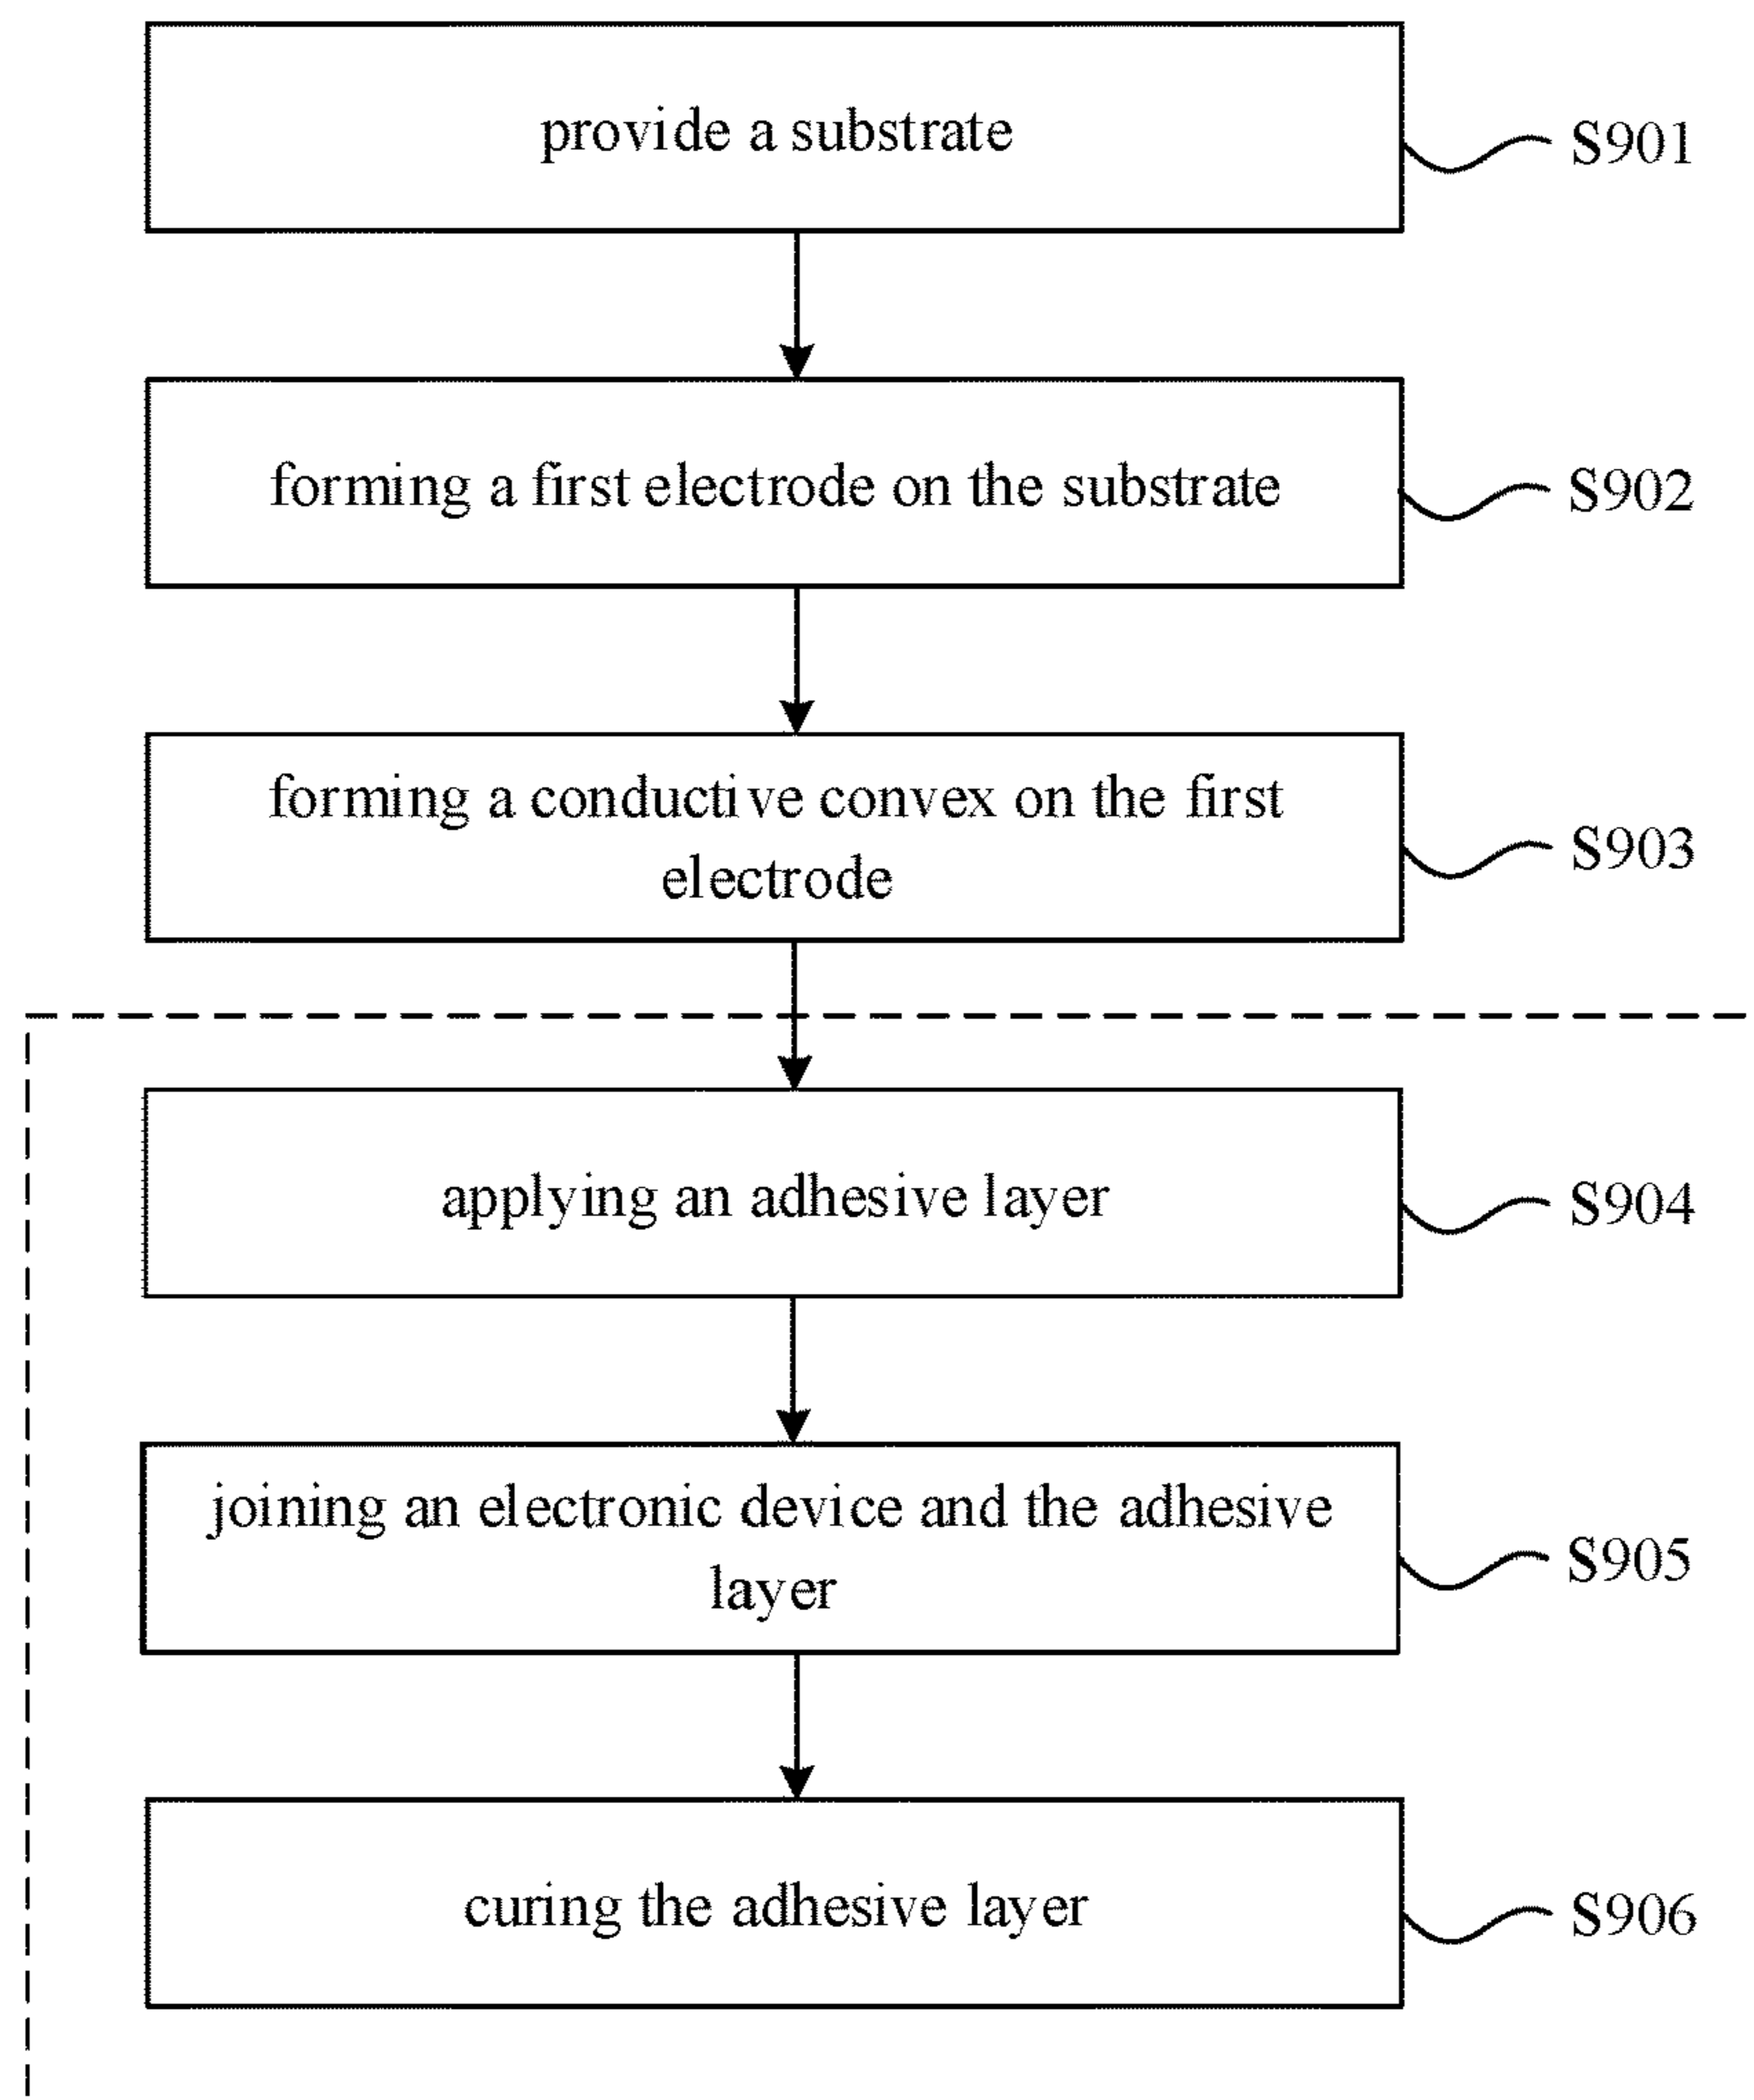 provide a substrate
S901
forming a first electrode on the substrate
S902
forming a conductive convex on the first
electrode
S903
applying an adhesive layer
S904
joining an electronic device and the adhesive
layer
S905
curing the adhesive layer
S906